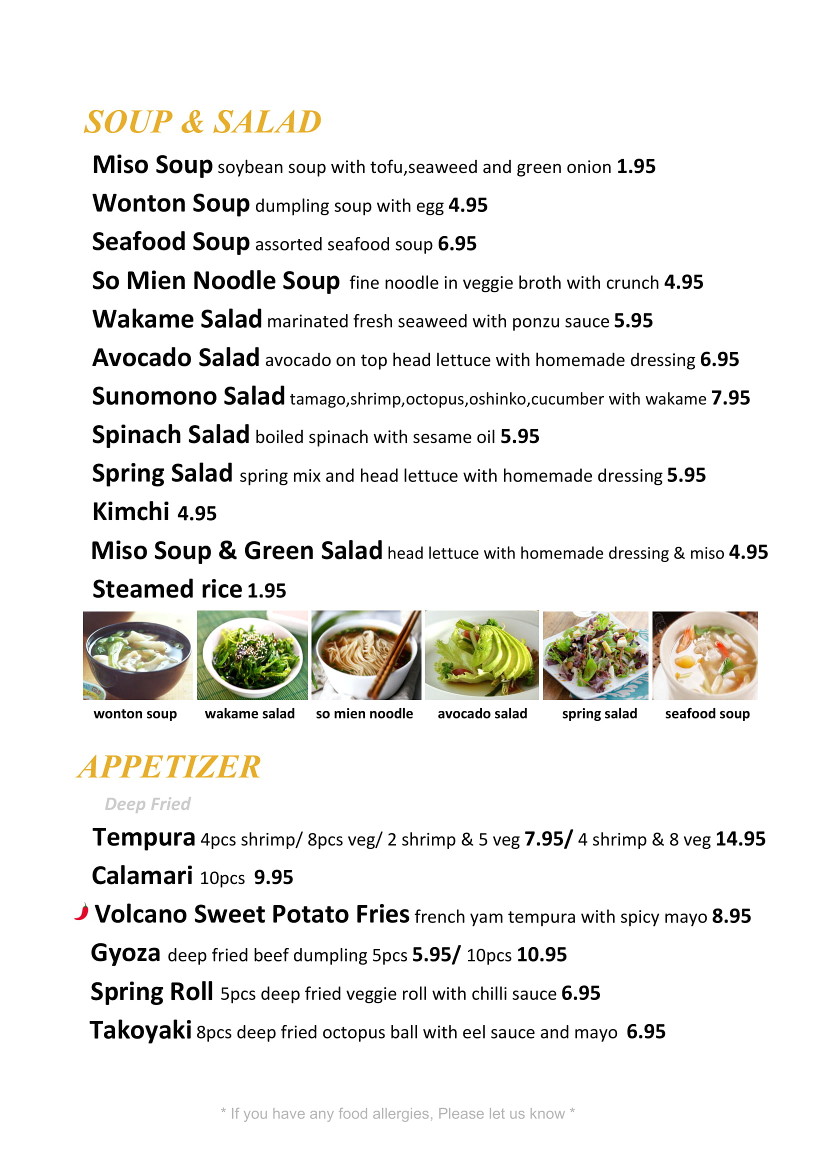 SOUP & SALAD
Miso Soup soybean soup with tofu,seaweed and green onion 1.95
Wonton Soup dumpling soup with egg 4.95
Seafood Soup assorted seafood soup 6.95
So Mien Noodle Soup fine noodle in veggie broth with crunch 4.95
Wakame Salad marinated fresh seaweed with ponzu sauce 5.95
Avocado Salad avocado on top head lettuce with homemade dressing 6.95
Sunomono Salad tamago,shrimp,octopus,oshinko,cucumber with wakame 7.95
Spinach Salad boiled spinach with sesame oil 5.95
Spring Salad spring mix and head lettuce with homemade dressing 5.95
Kimchi 4.95
Miso Soup & Green Salad head lettuce with homemade dressing & miso 4.95
Steamed rice 1.95
wonton soup wakame salad so mien noodle avocado salad spring salad seafood soup
APPETIZER
Deep Fried
Tempura 4pcs shrimp/ 8pcs veg/ 2 shrimp & 5 veg 7.95/ 4 shrimp & 8 veg 14.95
Calamari 10pcs 9.95
Volcano Sweet Potato Fries french yam tempura with spicy mayo 8.95
Gyoza deep fried beef dumpling 5pcs 5.95/ 10pcs 10.95
Spring Roll 5pcs deep fried veggie roll with chilli sauce 6.95
Takoyaki 8pcs deep fried octopus ball with eel sauce and mayo 6.95
* If you have any food allergies, Please let us know *